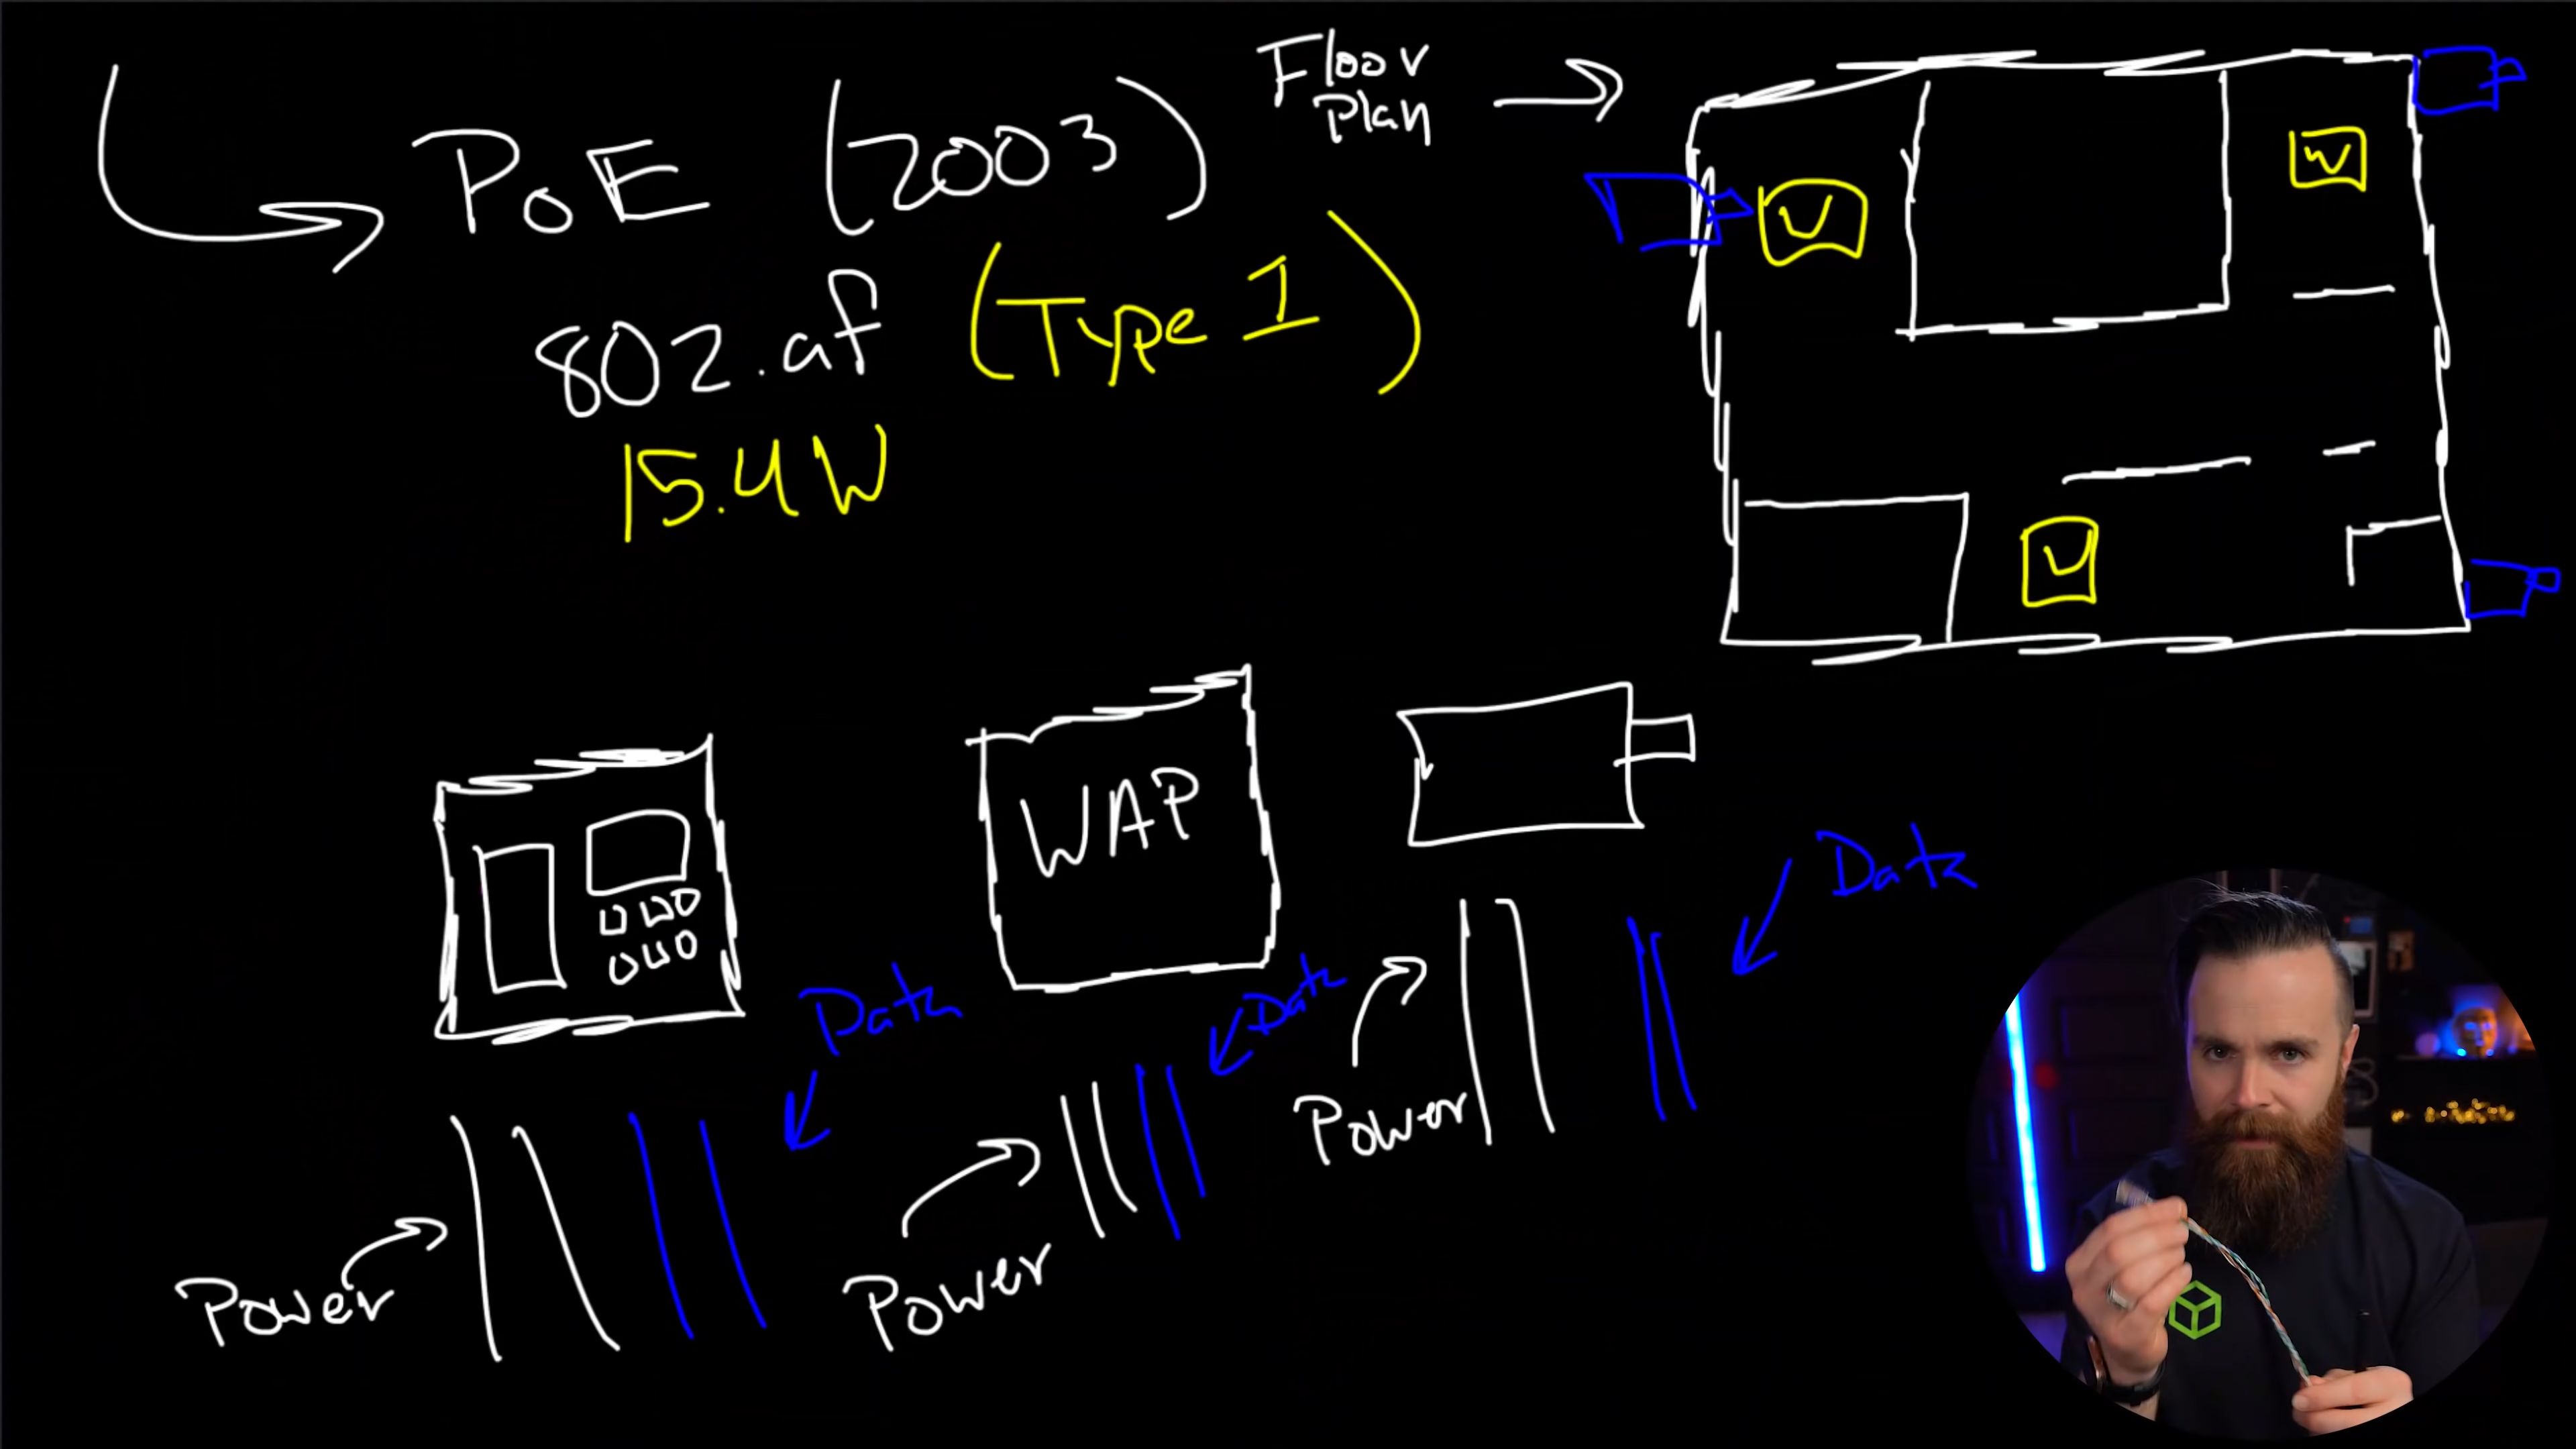 Floor
Plan
PoE (2003)
802.af (Type 1)
15.4W
W
WAP
Data
Data
Data
Power
Power
Power